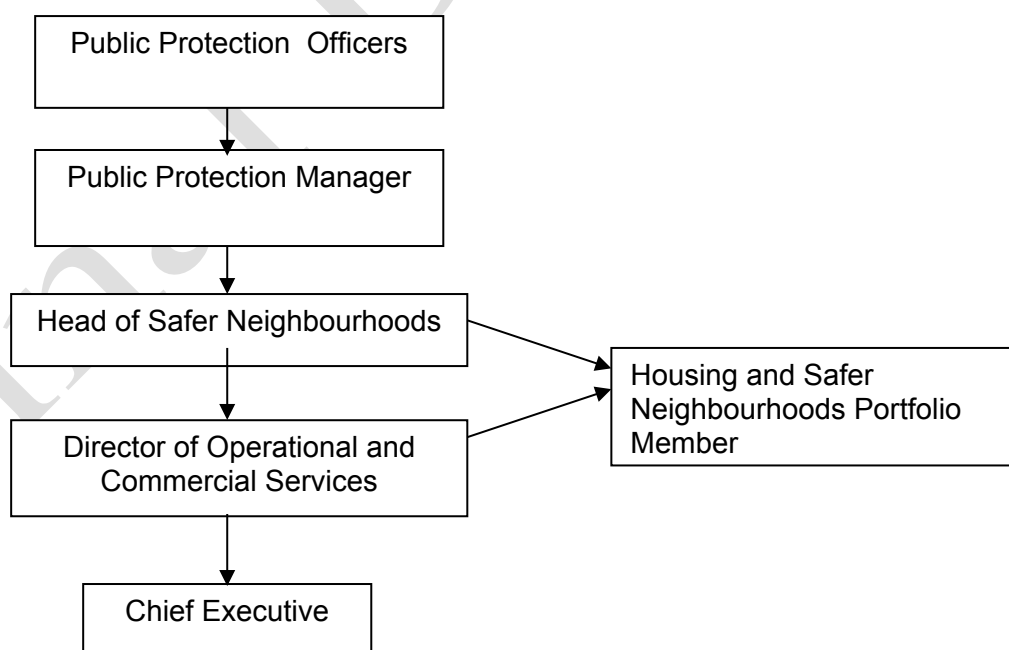 Public Protection  Officers
Public Protection Manager
Head of Safer Neighbourhoods
Housing and Safer
Neighbourhoods Portfolio
Member
Director of Operational and
Commercial Services
Chief Executive